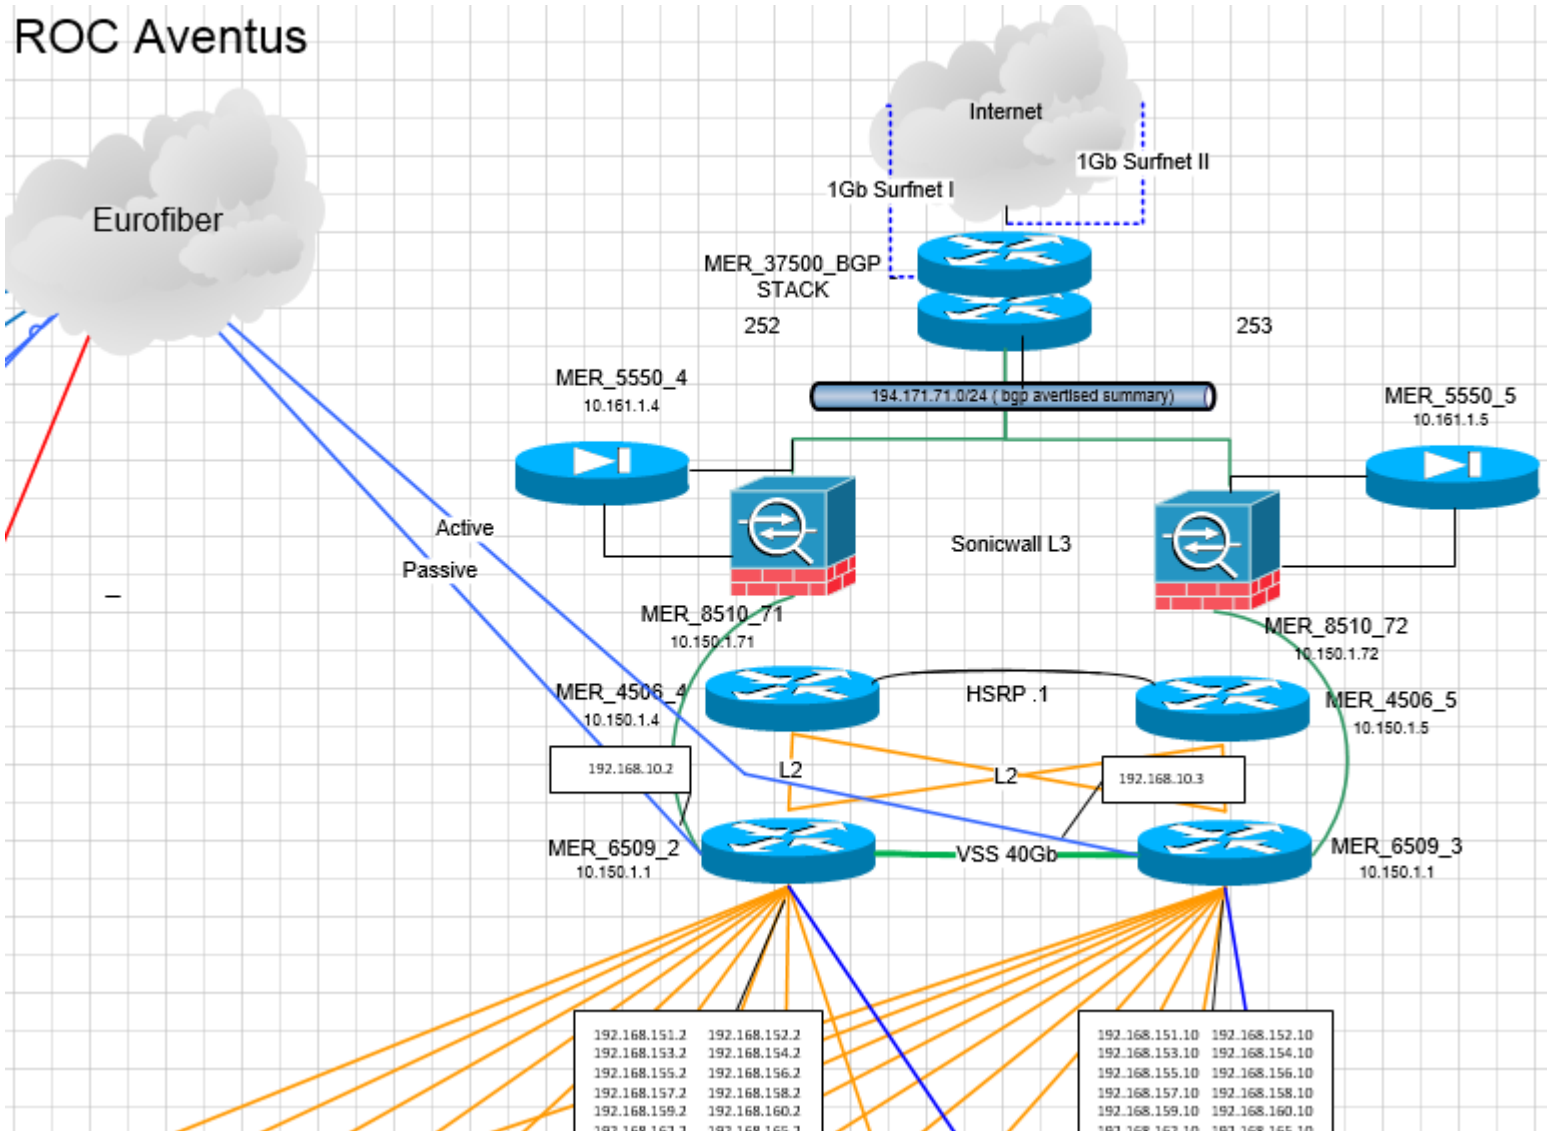 ROC Aventus
Internet
1Gb Surfnet II
1Gb Surfnet I
Eurofiber
MER_37500_BGP
STACK
252
253
MER_5550_4
10.161.1.4
194.171.71.0/24 ( bgp avertised summary)
MER_5550_5
10.161.1.5
Active
Passive
Sonicwall L3
MER_8510_71
10.150.1.71
MER_8510_72
10.150.1.72
MER_4506_4
10.150.1.4
HSRP .1
MER_4506_5
10.150.1.5
192.168.10.2
L2
L2
192.168.10.3
MER_6509_2
10.150.1.1
VSS 40Gb
MER_6509_3
10.150.1.1
192.168.151.2 192.168.152.2
192.168.153.2 192.168.154.2
192.168.155.2 192.168.156.2
192.168.157.2 192.168.158.2
192.168.159.2 192.168.160.2
192.168.151.10 192.168.152.10
192.168.153.10 192.168.154.10
192.168.155.10 192.168.156.10
192.168.157.10 192.168.158.10
192.168.159.10 192.168.160.10